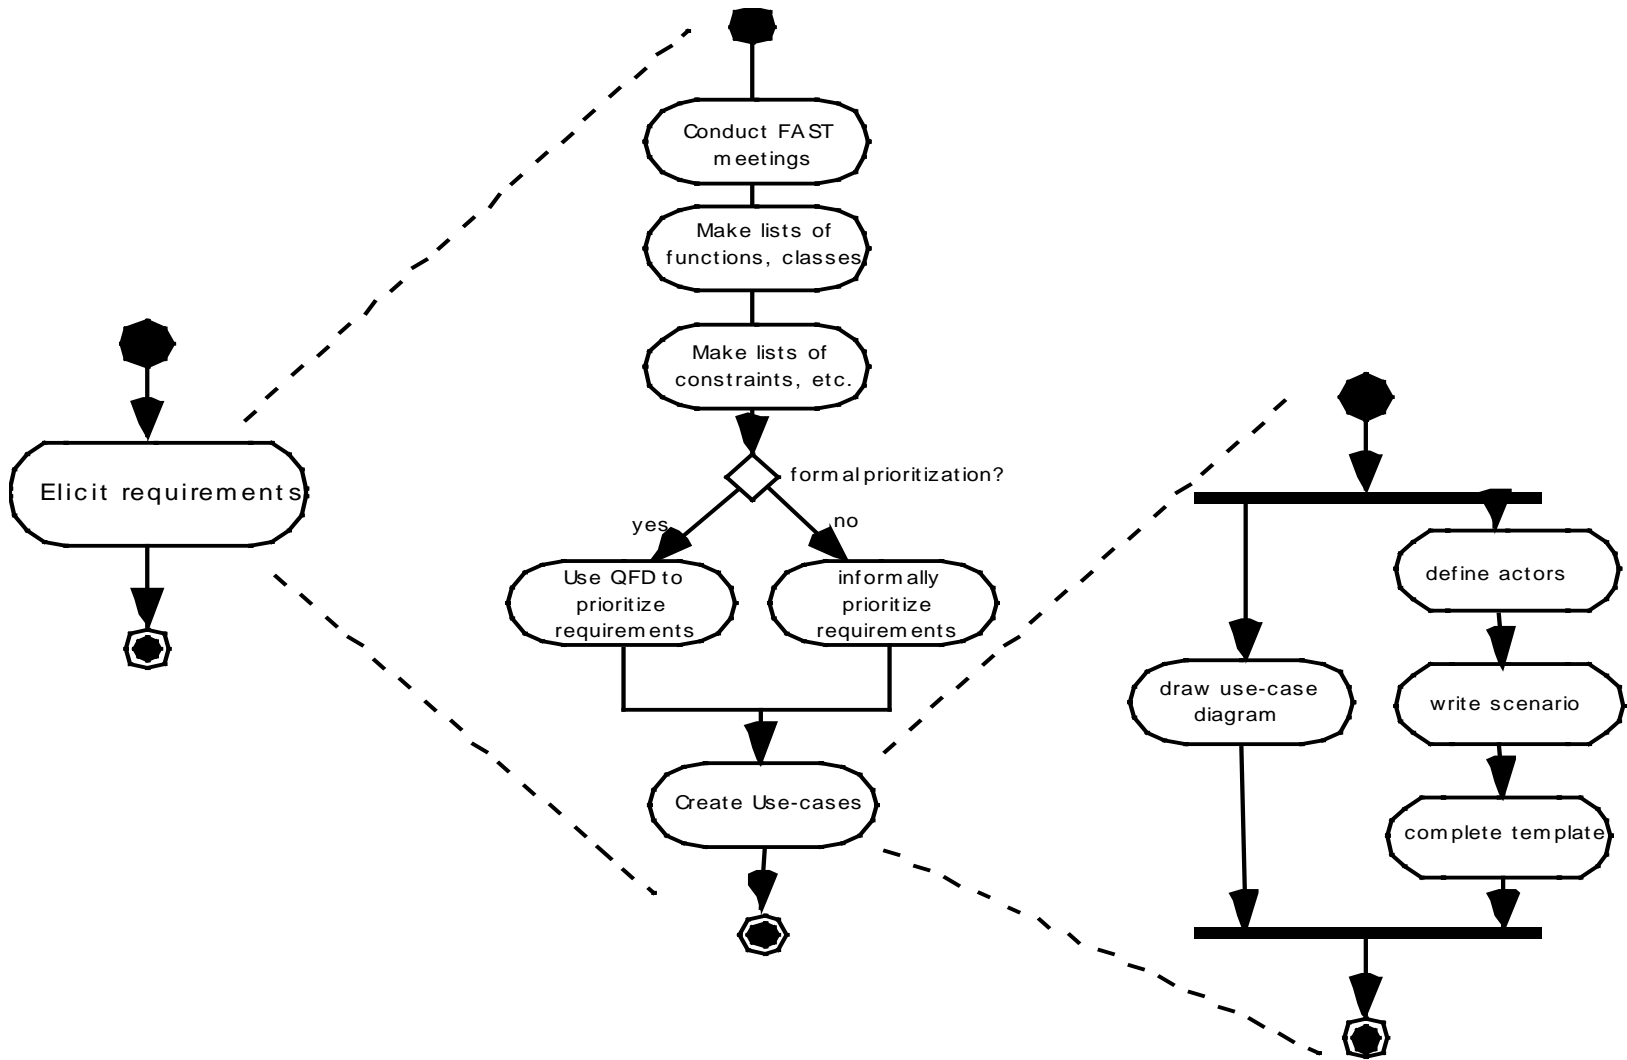 Elicit requirements
Conduct FAST
meetings
Make lists of
functions, classes
Make lists of
constraints, etc.
formal prioritization?
yes
no
Use QFD to
prioritize
requirements
informally
prioritize
requirements
Create Use-cases
draw use-case
diagram
define actors
write scenario
complete template